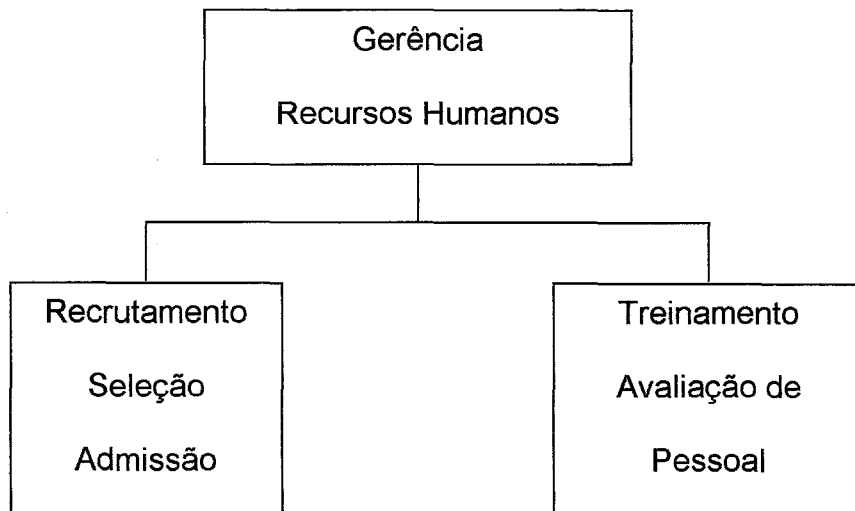 Gerência
Recursos Humanos
Recrutamento
Seleção
Admissão
Treinamento
Avaliação de
Pessoal